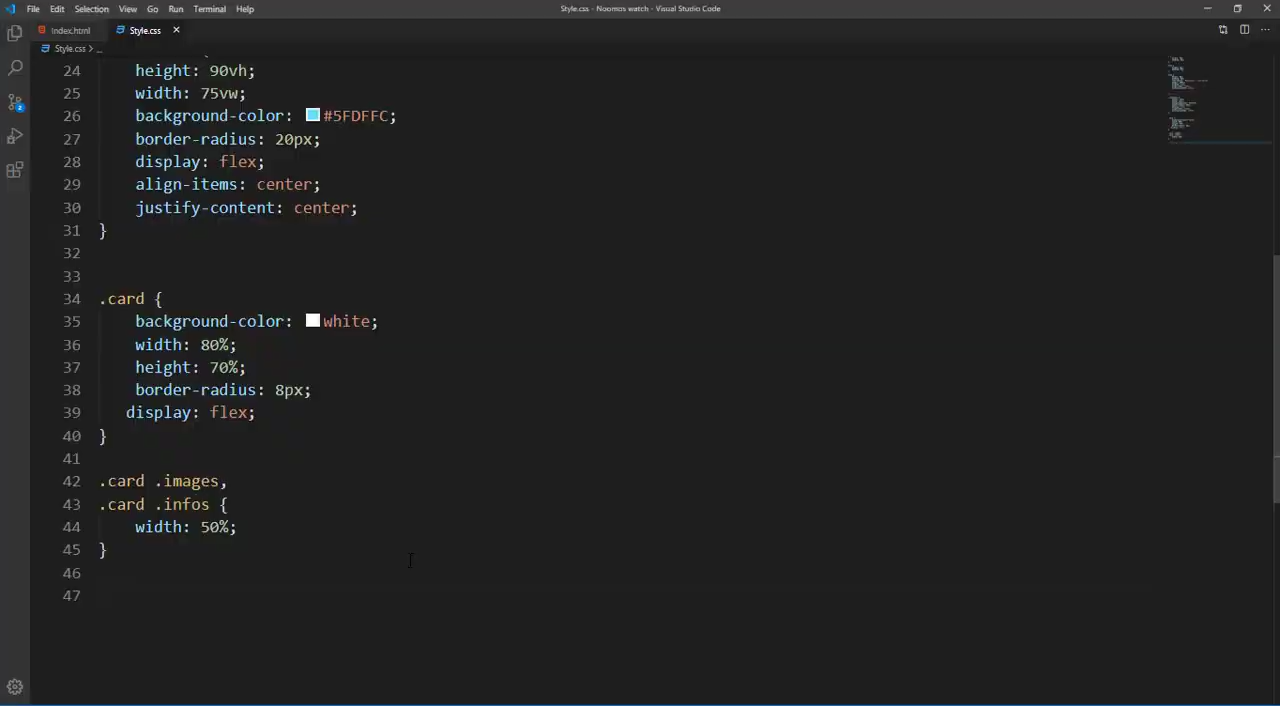 File Edit Selection View Go Run Terminal Help
Style.css - Noomos watch - Visual Studio Code
Index.html
Style.css
Style.css > ...
24 height: 90vh;
25 width: 75vw;
26 background-color: #5FDFFC;
27 border-radius: 20px;
28 display: flex;
29 align-items: center;
30 justify-content: center;
31 }
32
33
34 .card {
35 background-color: white;
36 width: 80%;
37 height: 70%;
38 border-radius: 8px;
39 display: flex;
40 }
41
42 .card .images,
43 .card .infos {
44 width: 50%;
45 }
46
47
2